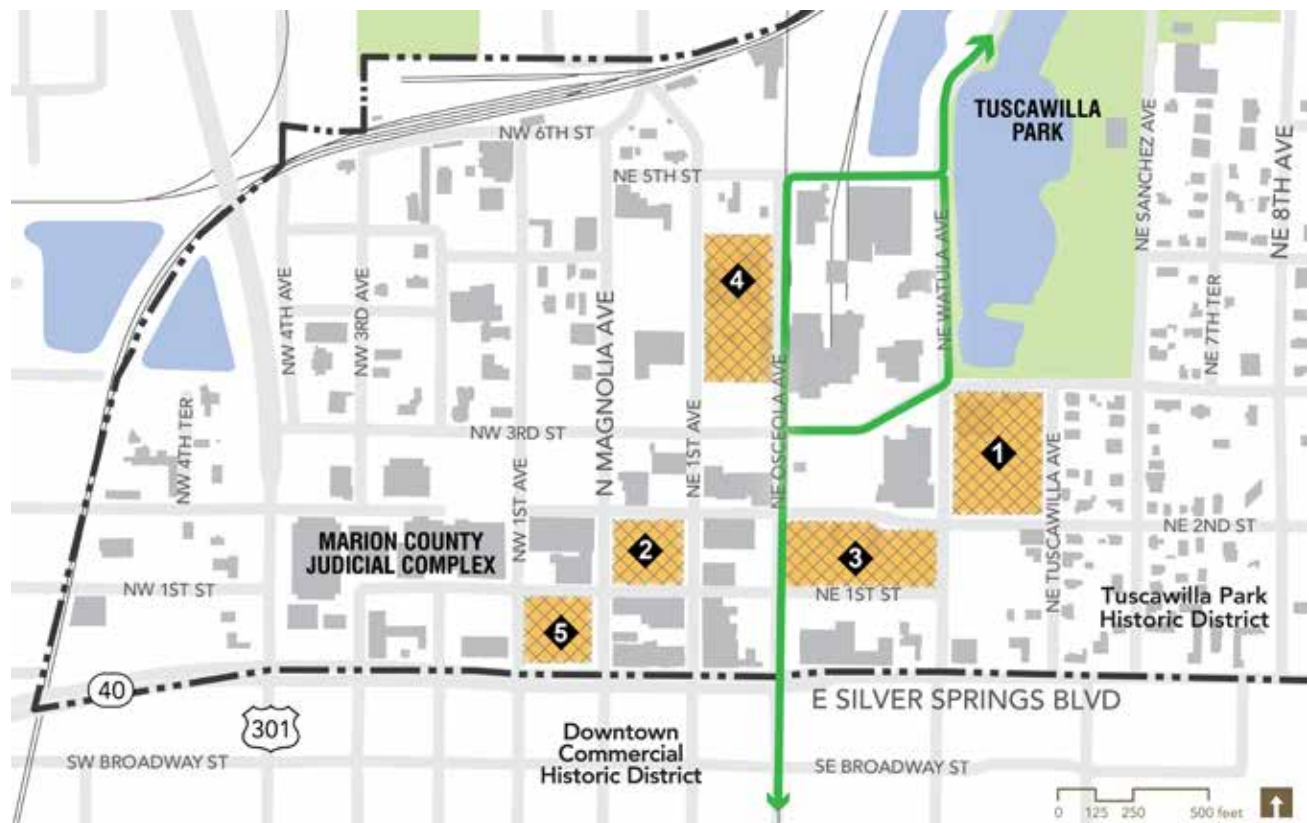 TUSCAWILLA
PARK
NW 6TH ST
NE 5TH ST
NE SANCHEZ AVE
NE 8TH AVE
NE 7TH TER
NE WATULA AVE
4
NW 4TH AVE
NW 3RD AVE
N MAGNOLIA AVE
NE 1ST AVE
NE OSCEOLA AVE
NW 3RD ST
NW 4TH TER
NW 1ST AVE
1
NE TUSCAWILLA AVE
NE 2ND ST
MARION COUNTY
JUDICIAL COMPLEX
2
3
NW 1ST ST
NE 1ST ST
Tuscawilla Park
Historic District
5
40
301
E SILVER SPRINGS BLVD
Downtown
Commercial
Historic District
SW BROADWAY ST
SE BROADWAY ST
0 125 250 500 feet